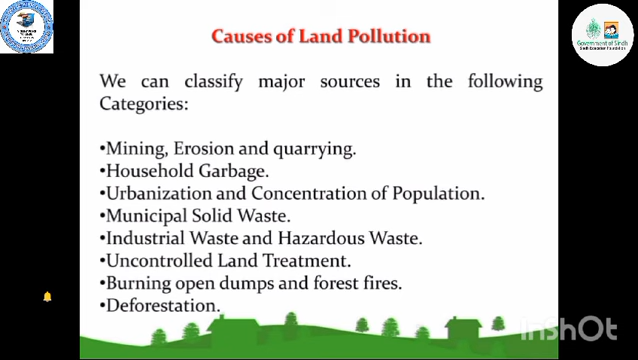 Causes of Land Pollution
Government of Sindh
We can classify major sources in the following
Categories:
•Mining, Erosion and quarrying.
•Household Garbage.
•Urbanization and Concentration of Population.
•Municipal Solid Waste.
•Industrial Waste and Hazardous Waste.
•Uncontrolled Land Treatment.
•Burning open dumps and forest fires.
•Deforestation.
InShOt